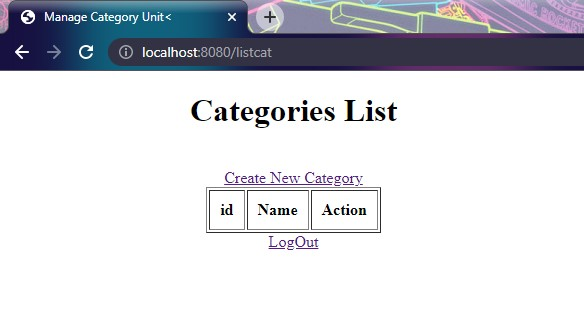 Manage Category Unit<
localhost:8080/listcat
Categories List
Create New Category
id Name Action
LogOut